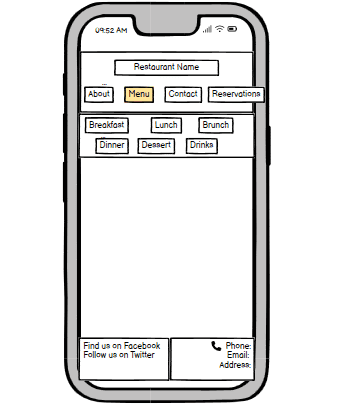 09:52 AM
Restaurant Name
About Menu Contact Reservations
Breakfast Lunch Brunch
Dinner Dessert Drinks
Find us on Facebook
Follow us on Twitter
Phone:
Email:
Address: